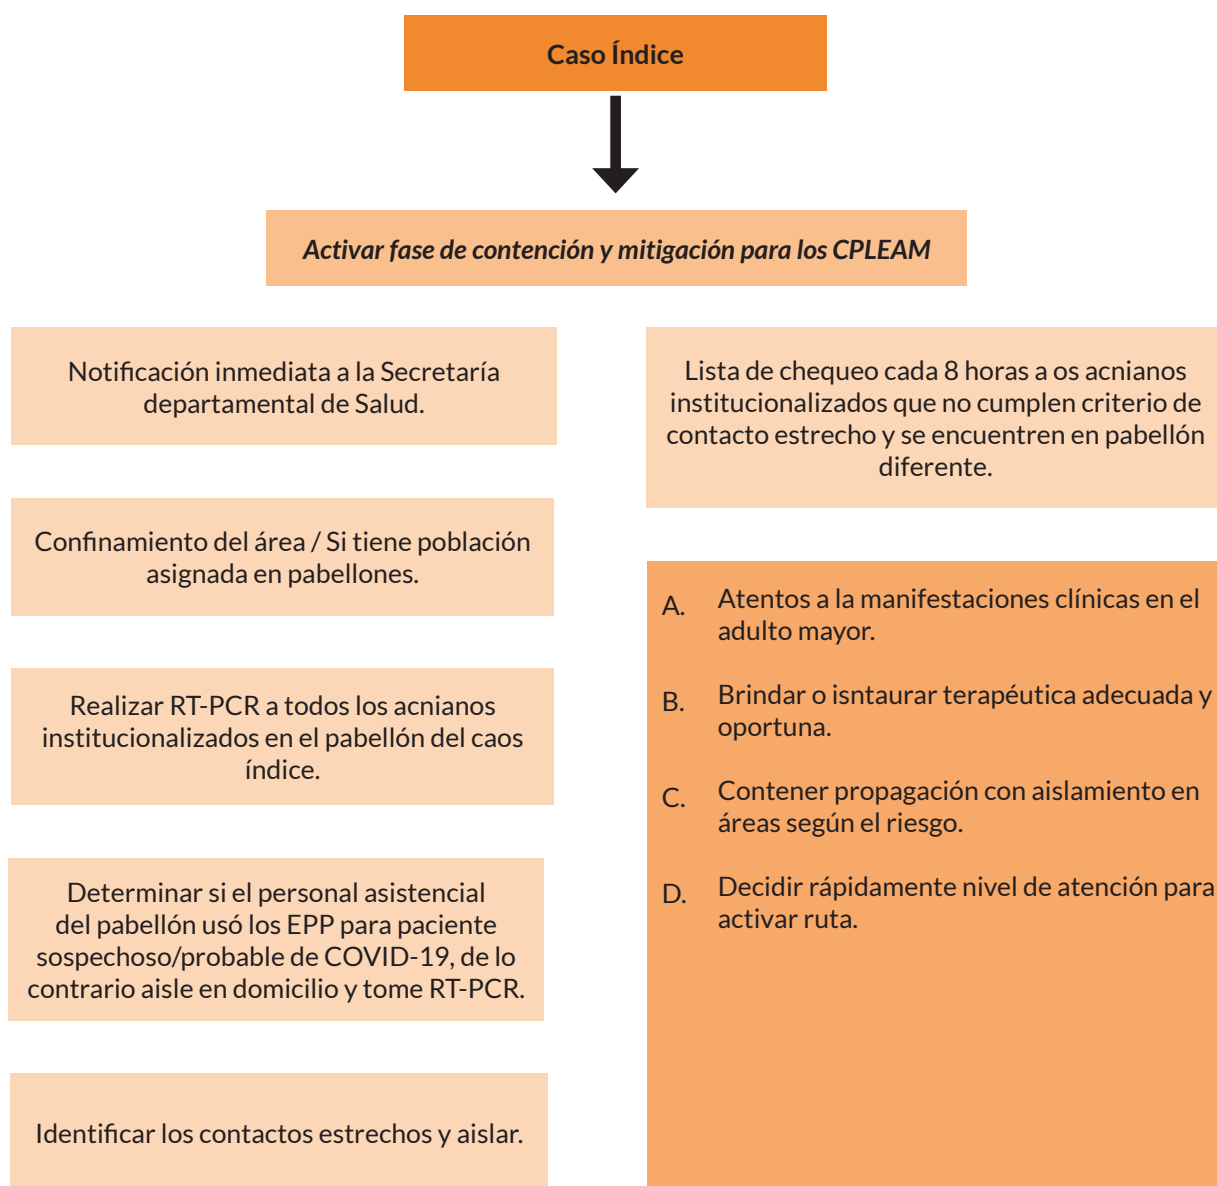 Caso Índice
Activar fase de contención y mitigación para los CPLEAM
Notificación inmediata a la Secretaría
departamental de Salud.
Confinamiento del área / Si tiene población
asignada en pabellones.
Realizar RT-PCR a todos los acnianos
institucionalizados en el pabellón del caos
índice.
Determinar si el personal asistencial
del pabellón usó los EPP para paciente
sospechoso/probable de COVID-19, de lo
contrario aisle en domicilio y tome RT-PCR.
Identificar los contactos estrechos y aislar.
Lista de chequeo cada 8 horas a os acnianos
institucionalizados que no cumplen criterio de
contacto estrecho y se encuentren en pabellón
diferente.
A. Atentos a la manifestaciones clínicas en el
adulto mayor.
B. Brindar o isntaurar terapéutica adecuada y
oportuna.
C. Contener propagación con aislamiento en
áreas según el riesgo.
D. Decidir rápidamente nivel de atención para
activar ruta.